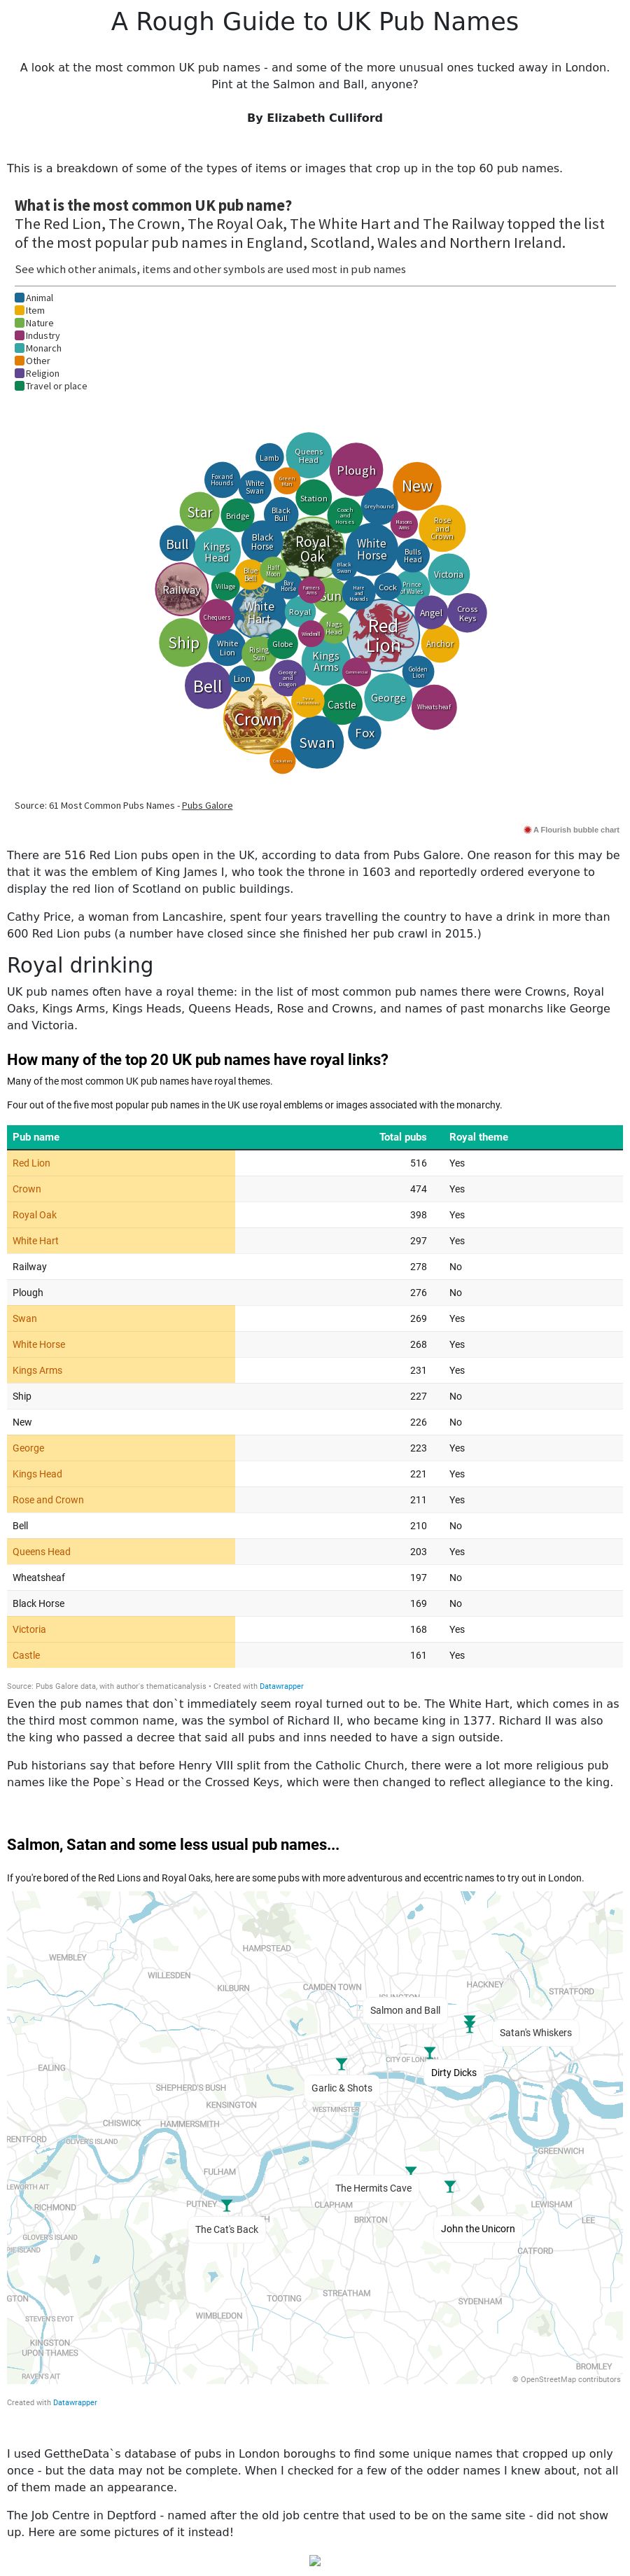 A Rough Guide to UK Pub Names
A look at the most common UK pub names - and some of the more unusual ones tucked away in London.
Pint at the Salmon and Ball, anyone?
By Elizabeth Culliford
This is a breakdown of some of the types of items or images that crop up in the top 60 pub names.
What is the most common UK pub name?
The Red Lion, The Crown, The Royal Oak, The White Hart and The Railway topped the list
of the most popular pub names in England, Scotland, Wales and Northern Ireland.
See which other animals, items and other symbols are used most in pub names
Animal
Item
Nature
Industry
Monarch
Other
Religion
Travel or place
Queens
Head
Lamb
Plough
Fox and
Hounds
White
Swan
Green
Man
New
Station
Greyhound
Star
Bridge
Black
Bull
Coach
and
Horses
Masons
Arms
Rose
and
Crown
Bull
Kings
Head
Black
Horse
Royal
Oak
White
Horse
Bulls
Head
Victoria
Blue
Bell
Half
Moon
Black
Swan
Railway
Village
Bay
Horse
Farmers
Arms
Sun
Hare
and
Hounds
Cock
Prince
of Wales
Chequers
White
Hart
Royal
Angel
Cross
Keys
Nags
Head
Red
Lion
Ship
White
Lion
Rising
Sun
Globe
Windmill
Anchor
Kings
Arms
Golden
Lion
Bell
Lion
George
and
Dragon
Commercial
Crown
Castle
George
Wheatsheaf
Swan
Fox
Source: 61 Most Common Pubs Names - Pubs Galore
A Flourish bubble chart
There are 516 Red Lion pubs open in the UK, according to data from Pubs Galore. One reason for this may be
that it was the emblem of King James I, who took the throne in 1603 and reportedly ordered everyone to
display the red lion of Scotland on public buildings.
Cathy Price, a woman from Lancashire, spent four years travelling the country to have a drink in more than
600 Red Lion pubs (a number have closed since she finished her pub crawl in 2015.)
Royal drinking
UK pub names often have a royal theme: in the list of most common pub names there were Crowns, Royal
Oaks, Kings Arms, Kings Heads, Queens Heads, Rose and Crowns, and names of past monarchs like George
and Victoria.
How many of the top 20 UK pub names have royal links?
Many of the most common UK pub names have royal themes.
Four out of the five most popular pub names in the UK use royal emblems or images associated with the monarchy.
Pub name Total pubs Royal theme
Red Lion 516 Yes
Crown 474 Yes
Royal Oak 398 Yes
White Hart 297 Yes
Railway 278 No
Plough 276 No
Swan 269 Yes
White Horse 268 Yes
Kings Arms 231 Yes
Ship 227 No
New 226 No
George 223 Yes
Kings Head 221 Yes
Rose and Crown 211 Yes
Bell 210 No
Queens Head 203 Yes
Wheatsheaf 197 No
Black Horse 169 No
Victoria 168 Yes
Castle 161 Yes
Source: Pubs Galore data, with author's thematicanalysis • Created with Datawrapper
Even the pub names that don`t immediately seem royal turned out to be. The White Hart, which comes in as
the third most common name, was the symbol of Richard II, who became king in 1377. Richard II was also
the king who passed a decree that said all pubs and inns needed to have a sign outside.
Pub historians say that before Henry VIII split from the Catholic Church, there were a lot more religious pub
names like the Pope`s Head or the Crossed Keys, which were then changed to reflect allegiance to the king.
Salmon, Satan and some less usual pub names...
If you're bored of the Red Lions and Royal Oaks, here are some pubs with more adventurous and eccentric names to try out in London.
HAMPSTEAD
WEMBLEY
WILLESDEN
KILBURN
CAMDEN TOWN
HACKNEY
STRATFORD
ISLINGTON
Salmon and Ball
Satan's Whiskers
CITY OF LONDON
EALING
Dirty Dicks
SHEPHERD'S BUSH
Garlic & Shots
KENSINGTON
WESTMINSTER
CHISWICK
HAMMERSMITH
RENTFORD
OLIVER'S ISLAND
GREENWICH
FULHAM
LEWORTH AIT
The Hermits Cave
RICHMOND
PUTNEY
CLAPHAM
LEWISHAM
BRIXTON
LEE
The Cat's Back
John the Unicorn
GLOVER'S ISLAND
CATFORD
STREATHAM
GTON
TOOTING
SYDENHAM
WIMBLEDON
STEVEN'S EYOT
KINGSTON
UPON THAMES
BROMLEY
RAVEN'S AIT
© OpenStreetMap contributors
Created with Datawrapper
I used GettheData`s database of pubs in London boroughs to find some unique names that cropped up only
once - but the data may not be complete. When I checked for a few of the odder names I knew about, not all
of them made an appearance.
The Job Centre in Deptford - named after the old job centre that used to be on the same site - did not show
up. Here are some pictures of it instead!